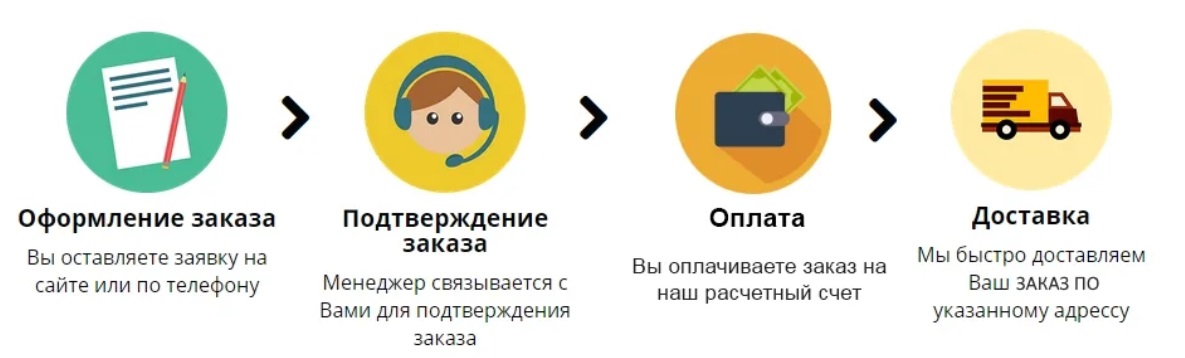 Оформление заказа
Вы оставляете заявку на
сайте или по телефону
Подтверждение
заказа
Менеджер связывается с
Вами для подтверждения
заказа
Оплата
Вы оплачиваете заказ на
наш расчетный счет
Доставка
Мы быстро доставляем
Ваш ЗАКАЗ ПО
указанному адрессу